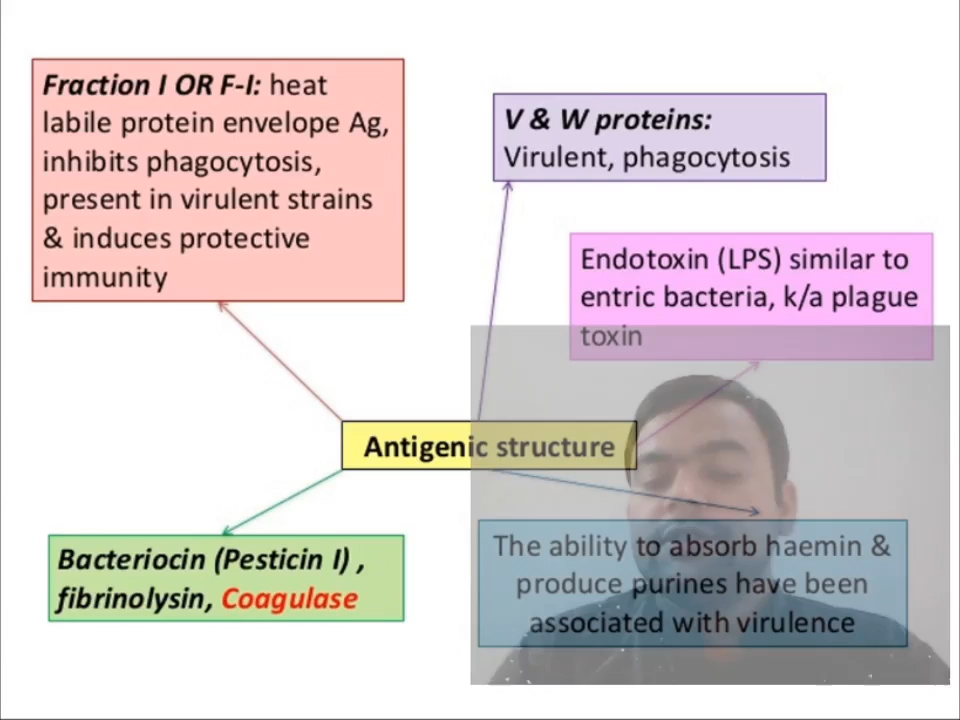 Fraction I OR F-I: heat
labile protein envelope Ag,
inhibits phagocytosis,
present in virulent strains
& induces protective
immunity
V & W proteins:
Virulent, phagocytosis
Endotoxin (LPS) similar to
entric bacteria, k/a plague
toxin
Antigenic structure
Bacteriocin (Pesticin I) ,
fibrinolysin, Coagulase
The ability to absorb haemin &
produce purines have been
associated with virulence